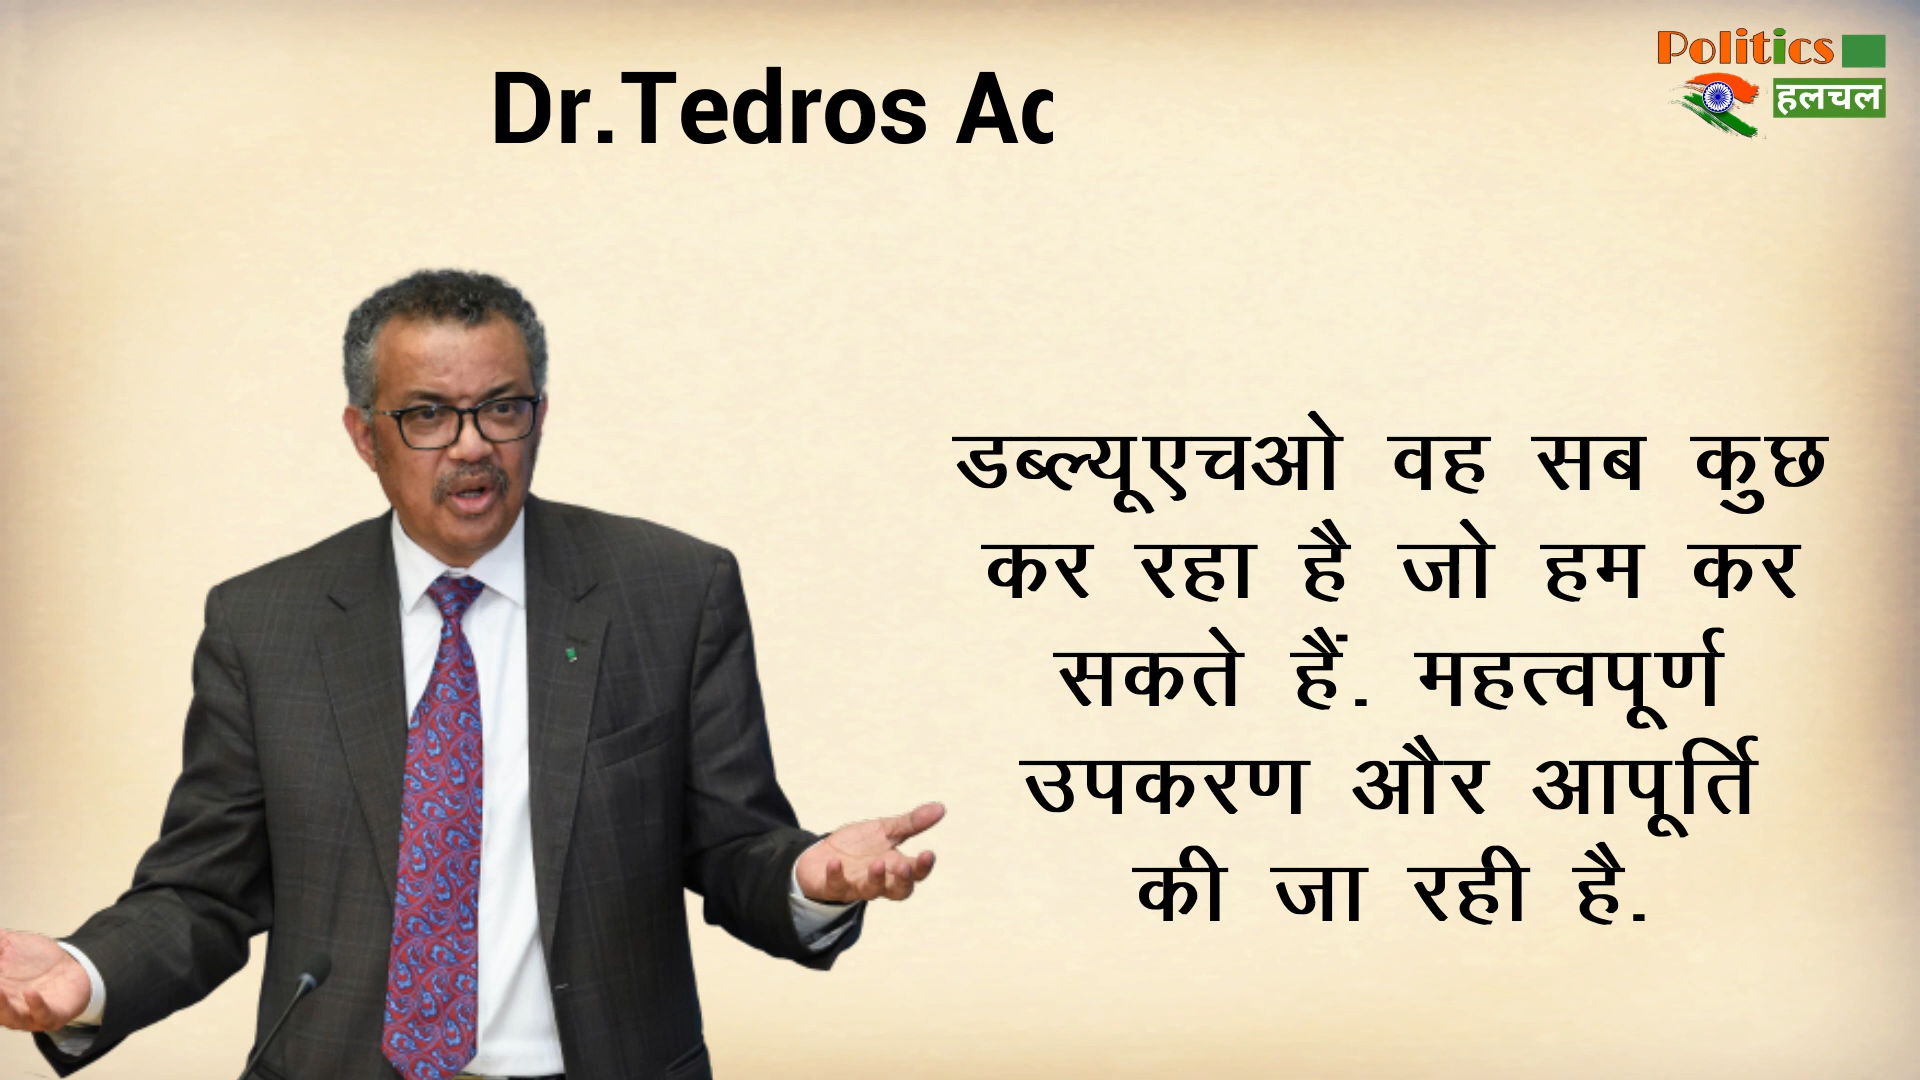 Politics
हलचल
Dr.Tedros Ad
डब्ल्यूएचओ वह सब कुछ
कर रहा है जो हम कर
सकते हैं. महत्वपूर्ण
उपकरण और आपूर्ति
की जा रही है.